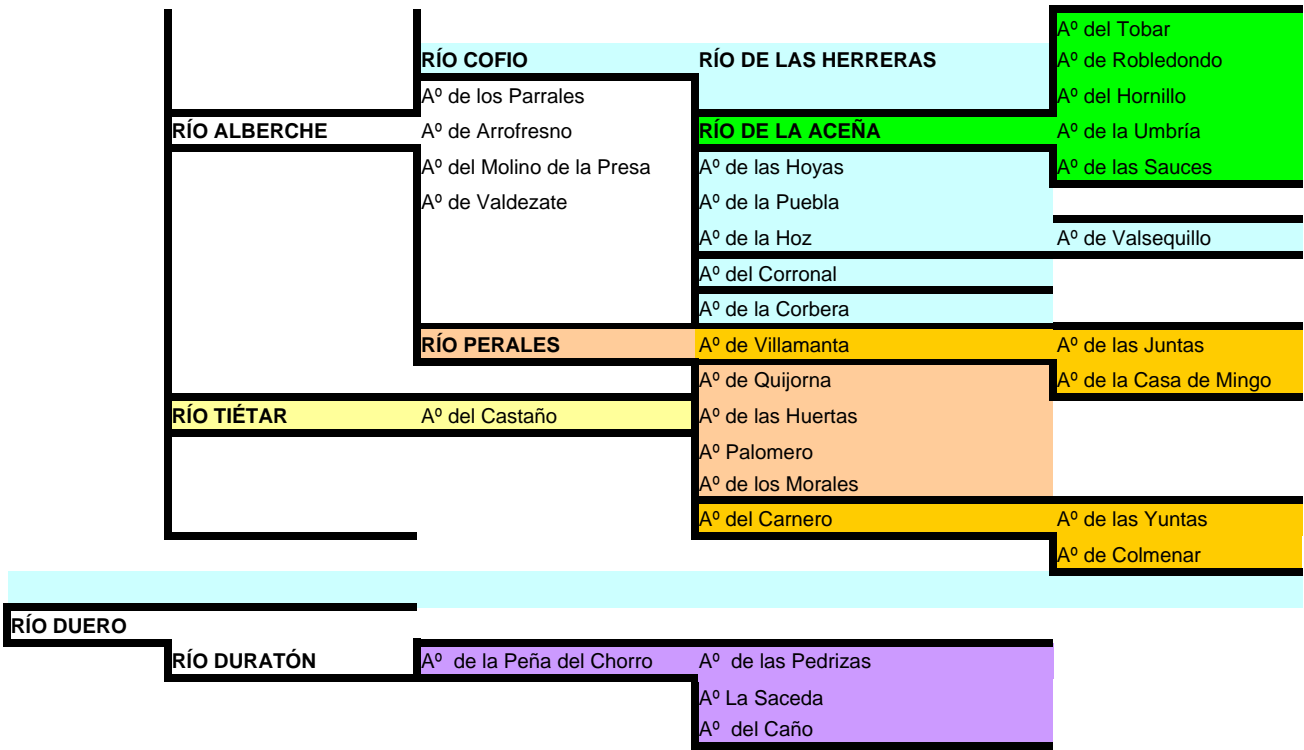 Aº del Tobar
RÍO COFIO RÍO DE LAS HERRERAS Aº de Robledondo
Aº de los Parrales Aº del Hornillo
RÍO ALBERCHE Aº de Arrofresno RÍO DE LA ACEÑA Aº de la Umbría
Aº del Molino de la Presa Aº de las Hoyas Aº de las Sauces
Aº de Valdezate Aº de la Puebla
Aº de la Hoz Aº de Valsequillo
Aº del Corronal
Aº de la Corbera
RÍO PERALES Aº de Villamanta Aº de las Juntas
Aº de Quijorna Aº de la Casa de Mingo
RÍO TIÉTAR Aº del Castaño Aº de las Huertas
Aº Palomero
Aº de los Morales
Aº del Carnero Aº de las Yuntas
Aº de Colmenar
RÍO DUERO
RÍO DURATÓN Aº de la Peña del Chorro Aº de las Pedrizas
Aº La Saceda
Aº del Caño